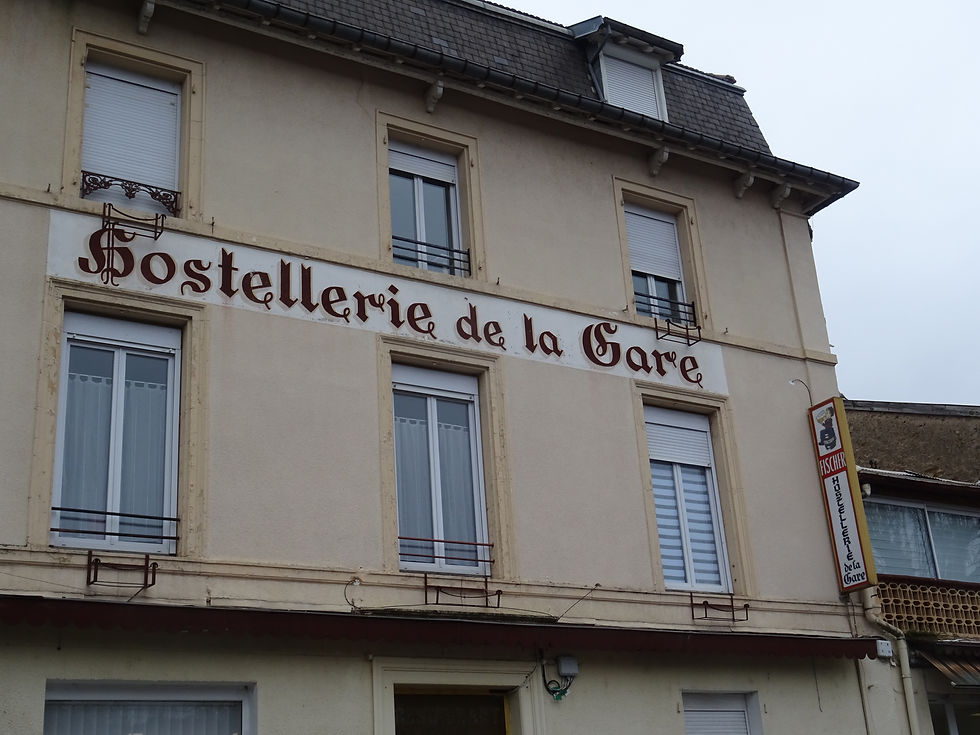 Hostellerie de la Gare
FISCHER
HOSTELLERIE
de la
Gare